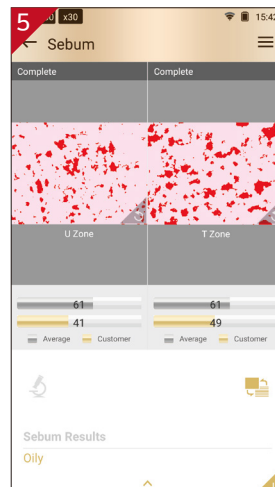 5
x30
15:42
Sebum
Complete
Complete
U Zone
T Zone
61
61
41
49
Average
Customer
Average
Customer
Sebum Results
Oily